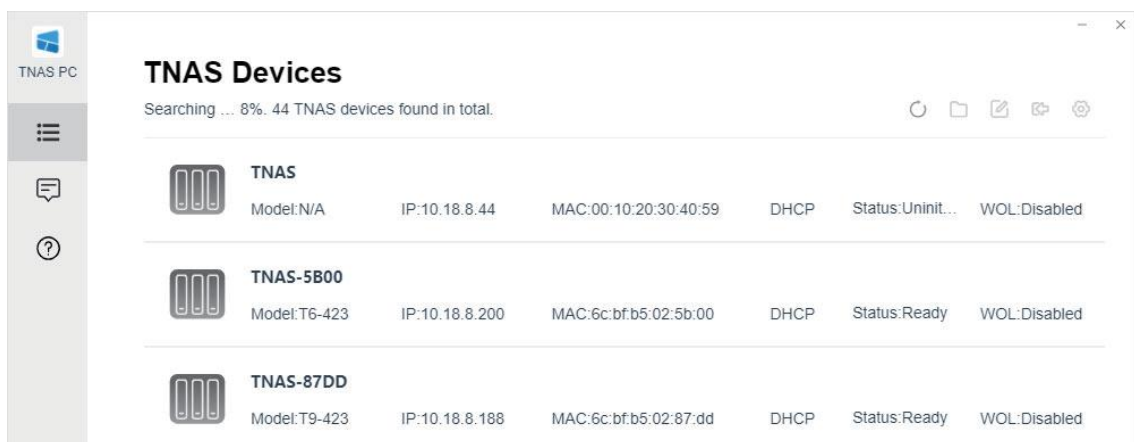 TNAS PC
TNAS Devices
Searching ... 8%. 44 TNAS devices found in total.
TNAS
Model:N/A IP:10.18.8.44 MAC:00:10:20:30:40:59 DHCP Status:Uninit... WOL:Disabled
TNAS-5B00
Model:T6-423 IP:10.18.8.200 MAC:6c:bf:b5:02:5b:00 DHCP Status:Ready WOL:Disabled
TNAS-87DD
Model:T9-423 IP:10.18.8.188 MAC:6c:bf:b5:02:87:dd DHCP Status:Ready WOL:Disabled